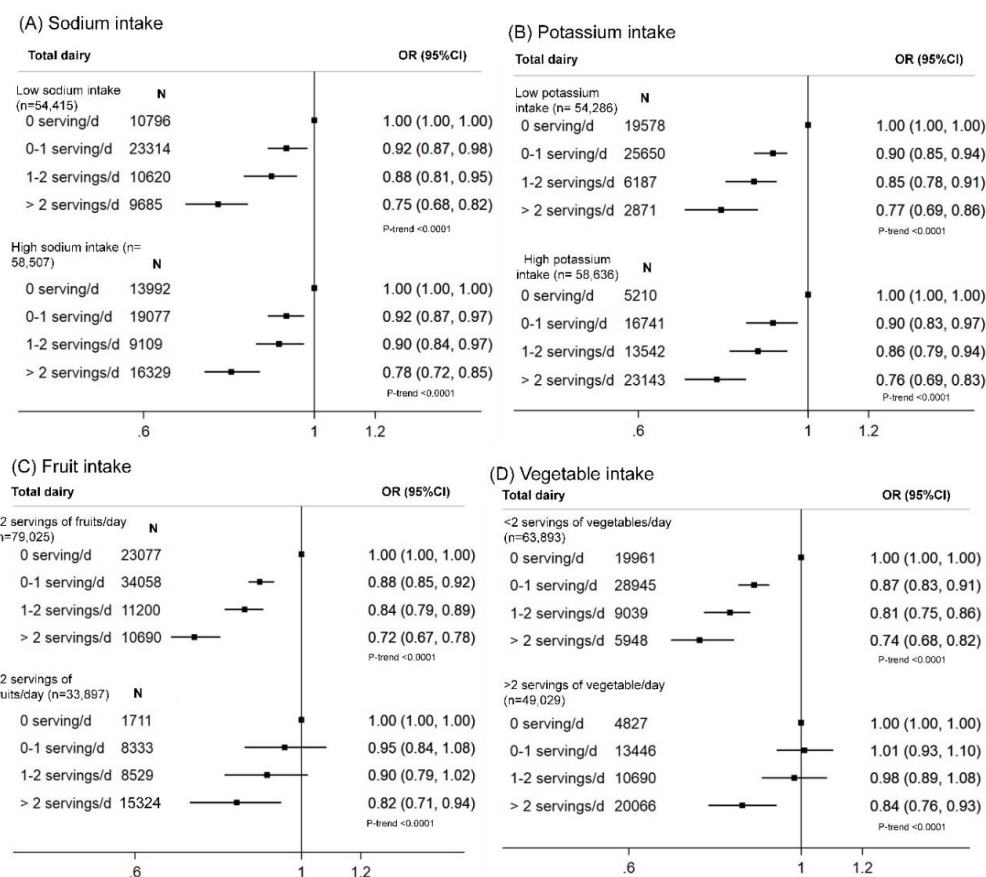 (A) Sodium intake
Total dairy OR (95%CI)
Low sodium intake N
(n=54,415)
0 serving/d 10796 1.00 (1.00, 1.00)
0-1 serving/d 23314 0.92 (0.87, 0.98)
1-2 servings/d 10620 0.88 (0.81, 0.95)
> 2 servings/d 9685 0.75 (0.68, 0.82)
P-trend <0.0001
High sodium intake (n=
58,507) N
0 serving/d 13992 1.00 (1.00, 1.00)
0-1 serving/d 19077 0.92 (0.87, 0.97)
1-2 servings/d 9109 0.90 (0.84, 0.97)
> 2 servings/d 16329 0.78 (0.72, 0.85)
P-trend <0.0001
.6 1 1.2
(B) Potassium intake
Total dairy OR (95%CI)
Low potassium N
intake (n= 54,286)
0 serving/d 19578 1.00 (1.00, 1.00)
0-1 serving/d 25650 0.90 (0.85, 0.94)
1-2 servings/d 6187 0.85 (0.78, 0.91)
> 2 servings/d 2871 0.77 (0.69, 0.86)
P-trend <0.0001
High potassium N
intake (n= 58,636)
0 serving/d 5210 1.00 (1.00, 1.00)
0-1 serving/d 16741 0.90 (0.83, 0.97)
1-2 servings/d 13542 0.86 (0.79, 0.94)
> 2 servings/d 23143 0.76 (0.69, 0.83)
P-trend <0.0001
.6 1 1.2
(C) Fruit intake
Total dairy OR (95%CI)
2 servings of fruits/day N
n=79,025)
0 serving/d 23077 1.00 (1.00, 1.00)
0-1 serving/d 34058 0.88 (0.85, 0.92)
1-2 servings/d 11200 0.84 (0.79, 0.89)
> 2 servings/d 10690 0.72 (0.67, 0.78)
P-trend <0.0001
2 servings of
uits/day (n=33,897) N
0 serving/d 1711 1.00 (1.00, 1.00)
0-1 serving/d 8333 0.95 (0.84, 1.08)
1-2 servings/d 8529 0.90 (0.79, 1.02)
> 2 servings/d 15324 0.82 (0.71, 0.94)
P-trend <0.0001
.6 1 1.2
(D) Vegetable intake
Total dairy OR (95%CI)
<2 servings of vegetables/day
(n=63,893)
0 serving/d 19961 1.00 (1.00, 1.00)
0-1 serving/d 28945 0.87 (0.83, 0.91)
1-2 servings/d 9039 0.81 (0.75, 0.86)
> 2 servings/d 5948 0.74 (0.68, 0.82)
P-trend <0.0001
>2 servings of vegetable/day
(n=49,029)
0 serving/d 4827 1.00 (1.00, 1.00)
0-1 serving/d 13446 1.01 (0.93, 1.10)
1-2 servings/d 10690 0.98 (0.89, 1.08)
> 2 servings/d 20066 0.84 (0.76, 0.93)
P-trend <0.0001
.6 1 1.2